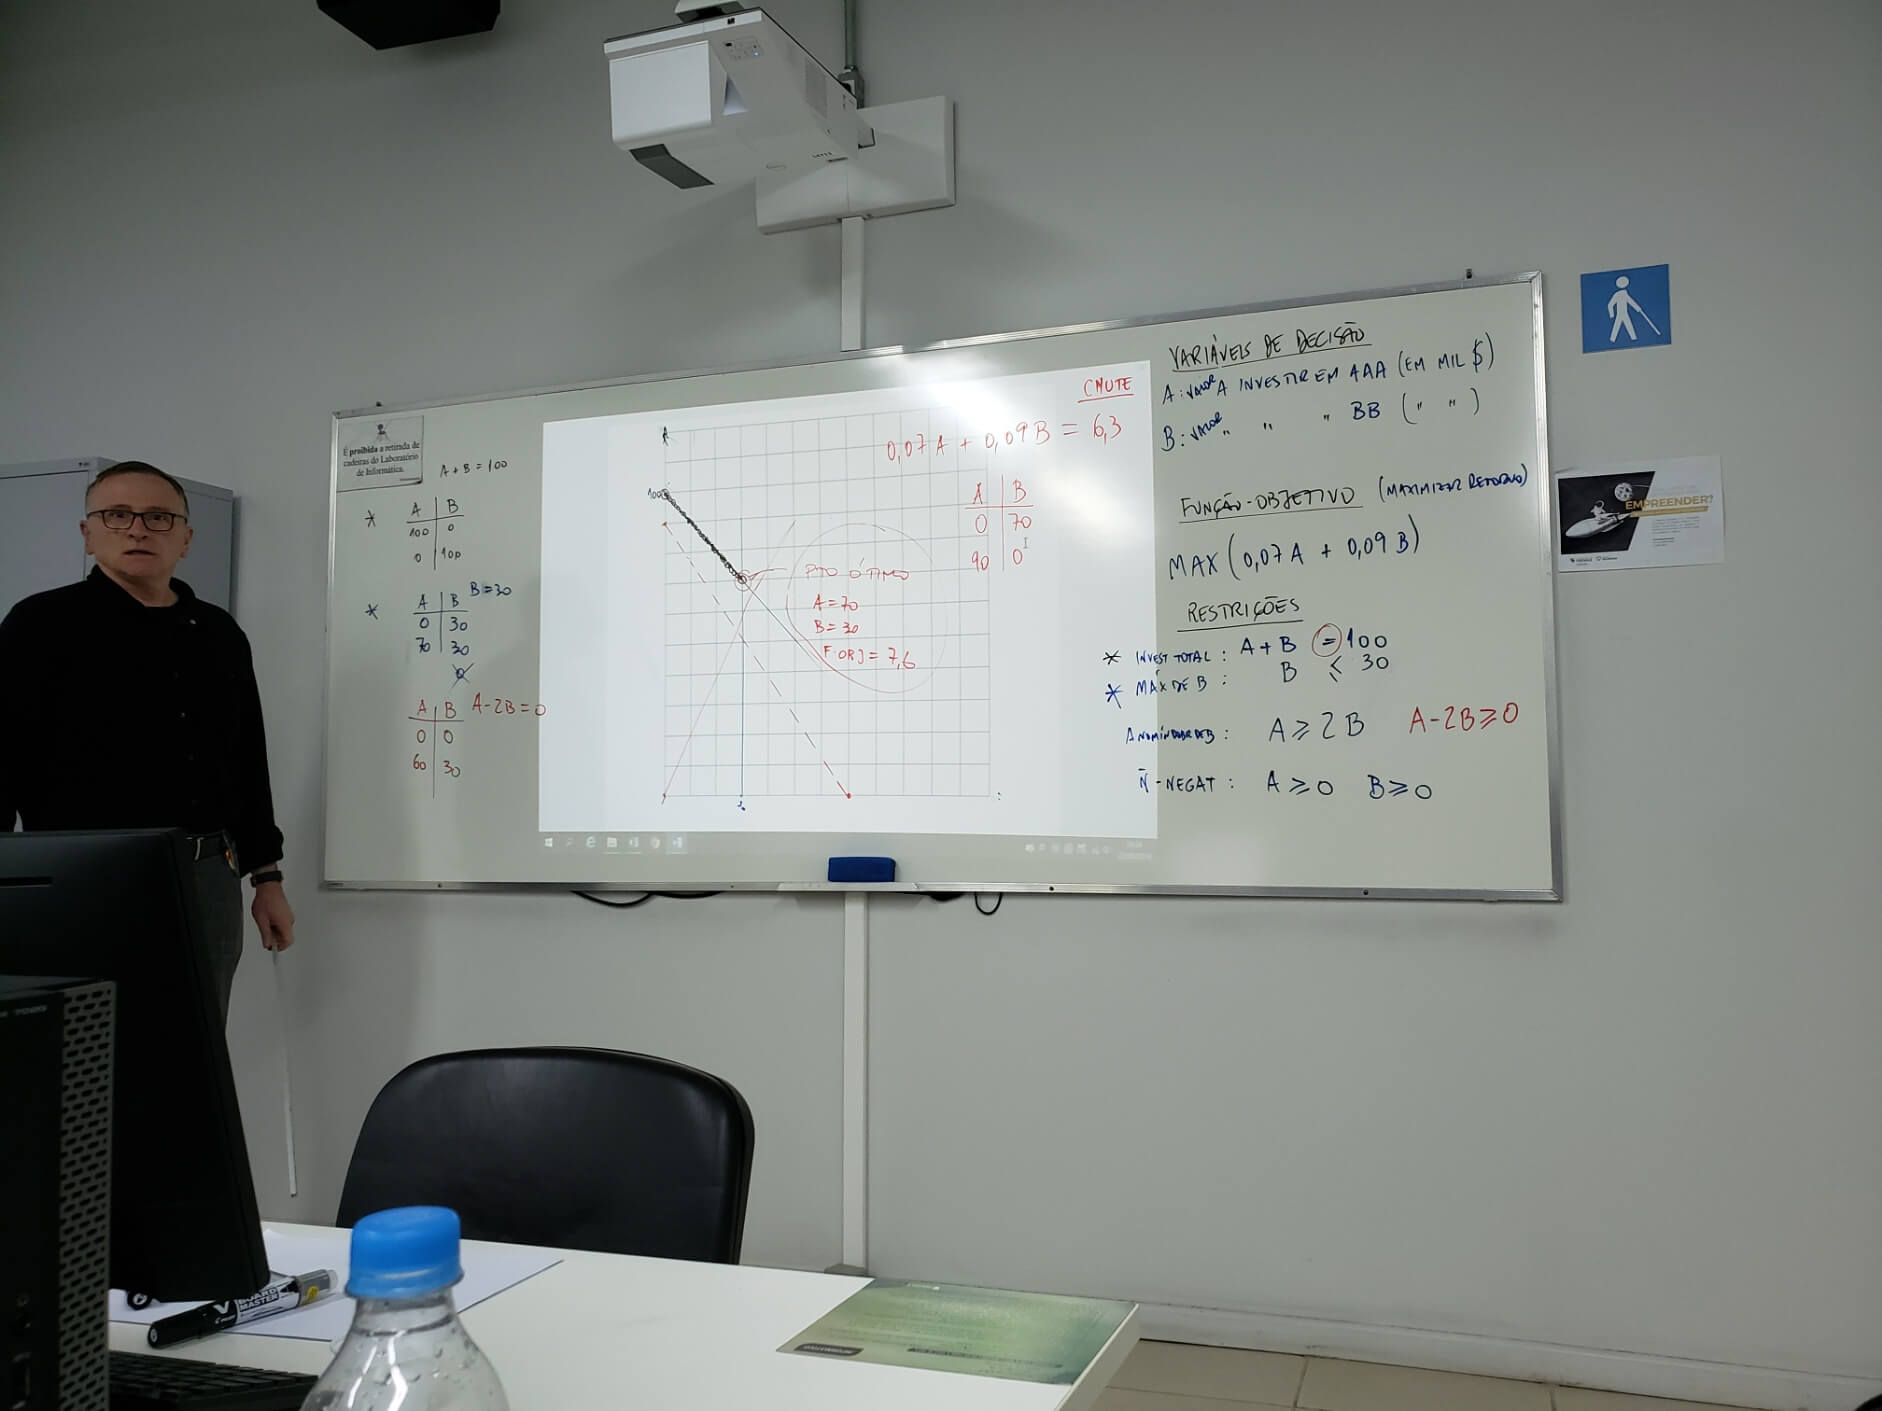 É proibida a retirada de
cadeiras do Laboratório
de Informática.
A + B = 100
* A B
100 0
0 100
* A B B=30
0 30
70 30
0
A B A-2B=0
0 0
60 30
A
100
CHUTE
0,07 A + 0,09 B = 6,3
A B
0 70
90 0
PTO ÓTIMO
A=70
B=30
F.OBJ=7,6
VARIÁVEIS DE DECISÃO
A: VALOR A INVESTIR EM AAA (EM MIL $)
B: VALOR " " " BB ( " " )
FUNÇÃO-OBJETIVO (MAXIMIZAR RETORNO)
MAX (0,07 A + 0,09 B)
RESTRIÇÕES
* INVEST TOTAL : A+B = 100
* MÁX DE B : B ≤ 30
A ≥ 2B A-2B≥0
Ñ-NEGAT : A ≥ 0 B ≥ 0
EMPREENDER?
BOARD
MASTER